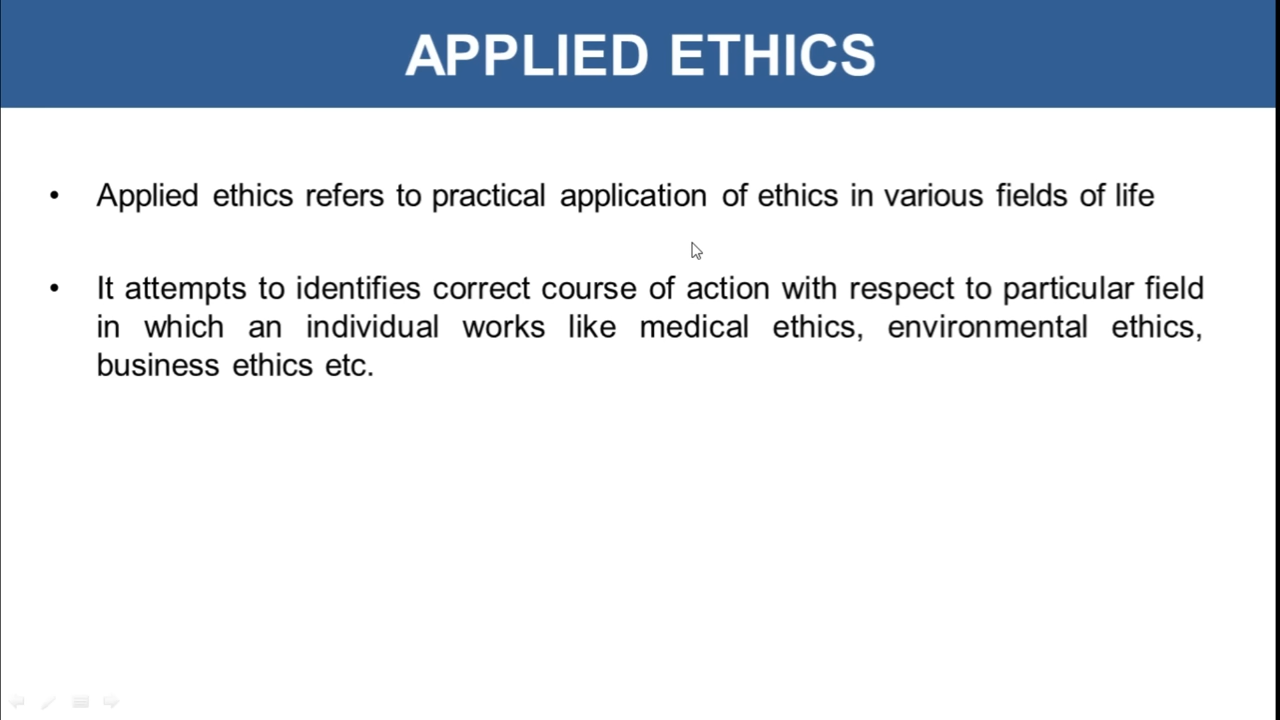 APPLIED ETHICS
• Applied ethics refers to practical application of ethics in various fields of life
• It attempts to identifies correct course of action with respect to particular field
in which an individual works like medical ethics, environmental ethics,
business ethics etc.